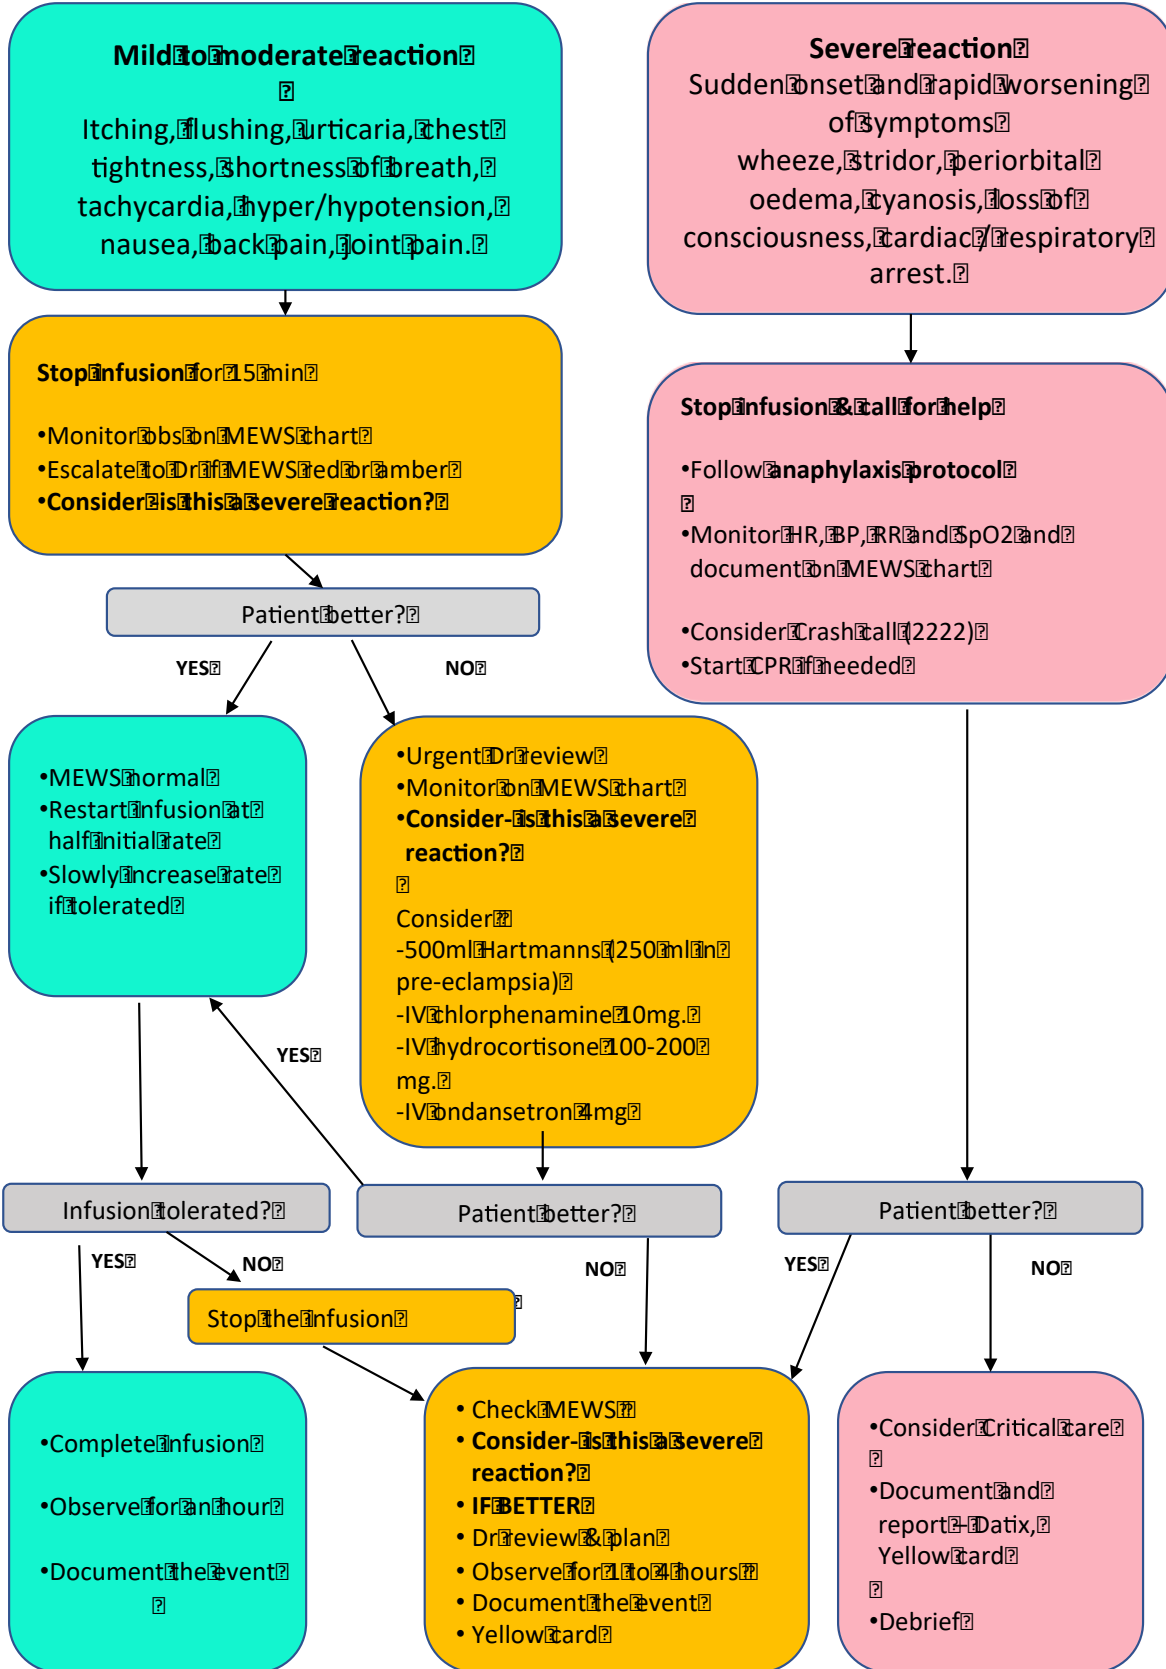 Mild to moderate reaction
Itching, flushing, urticaria, chest
tightness, shortness of breath,
tachycardia, hyper/hypotension,
nausea, back pain, joint pain.
Severe reaction
Sudden onset and rapid worsening
of symptoms
wheeze, stridor, periorbital
oedema, cyanosis, loss of
consciousness, cardiac / respiratory
arrest.
Stop infusion for 15 min
•Monitor obs on MEWS chart
•Escalate to Dr if MEWS red or amber
•Consider-is this a severe reaction?
Stop infusion & call for help
•Follow anaphylaxis protocol
•Monitor HR, BP, RR and SpO2 and
document on MEWS chart
•Consider Crash call (2222)
•Start CPR if needed
Patient better?
YES
NO
•MEWS normal
•Restart infusion at
half initial rate
•Slowly increase rate
if tolerated
•Urgent Dr review
•Monitor on MEWS chart
•Consider- is this a severe
reaction?
Consider
-500ml Hartmanns (250 ml in
pre-eclampsia)
-IV chlorphenamine 10mg.
-IV hydrocortisone 100-200
mg.
-IV ondansetron 4mg
YES
Infusion tolerated?
Patient better?
Patient better?
YES
NO
NO
YES
NO
Stop the infusion
•Complete infusion
•Observe for an hour
•Document the event
• Check MEWS
• Consider- is this a severe
reaction?
• IF BETTER
• Dr review & plan
• Observe for 1 to 4 hours
• Document the event
• Yellow card
•Consider Critical care
•Document and
report – Datix,
Yellow card
•Debrief